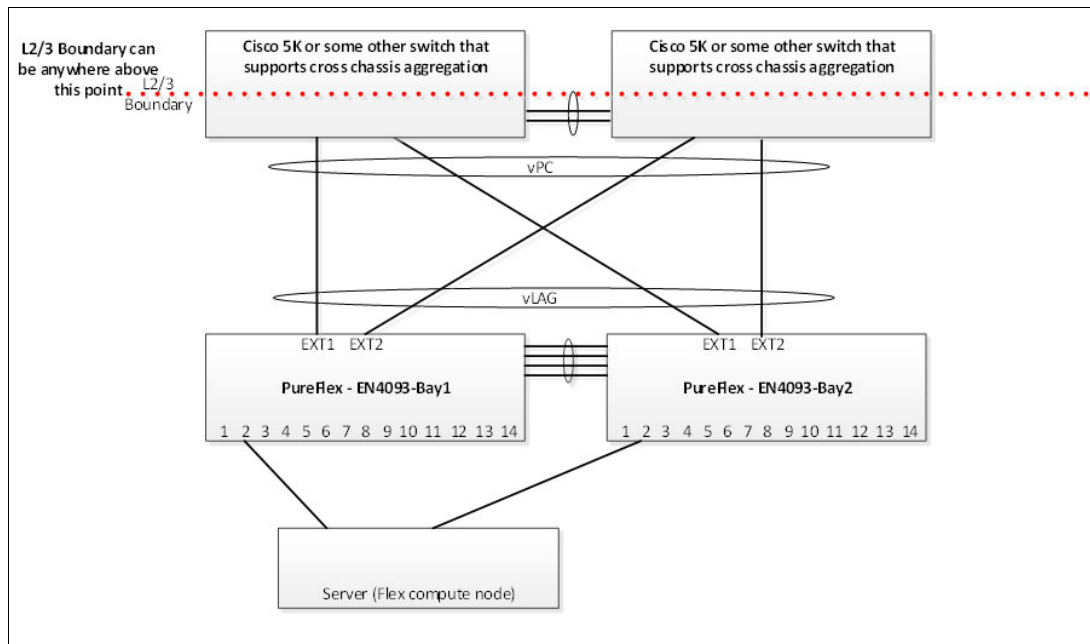 L2/3 Boundary can
be anywhere above
this point
L2/3
Boundary
Cisco 5K or some other switch that
supports cross chassis aggregation
Cisco 5K or some other switch that
supports cross chassis aggregation
vPC
vLAG
EXT1 EXT2
PureFlex - EN4093-Bay1
1 2 3 4 5 6 7 8 9 10 11 12 13 14
EXT1 EXT2
PureFlex - EN4093-Bay2
1 2 3 4 5 6 7 8 9 10 11 12 13 14
Server (Flex compute node)